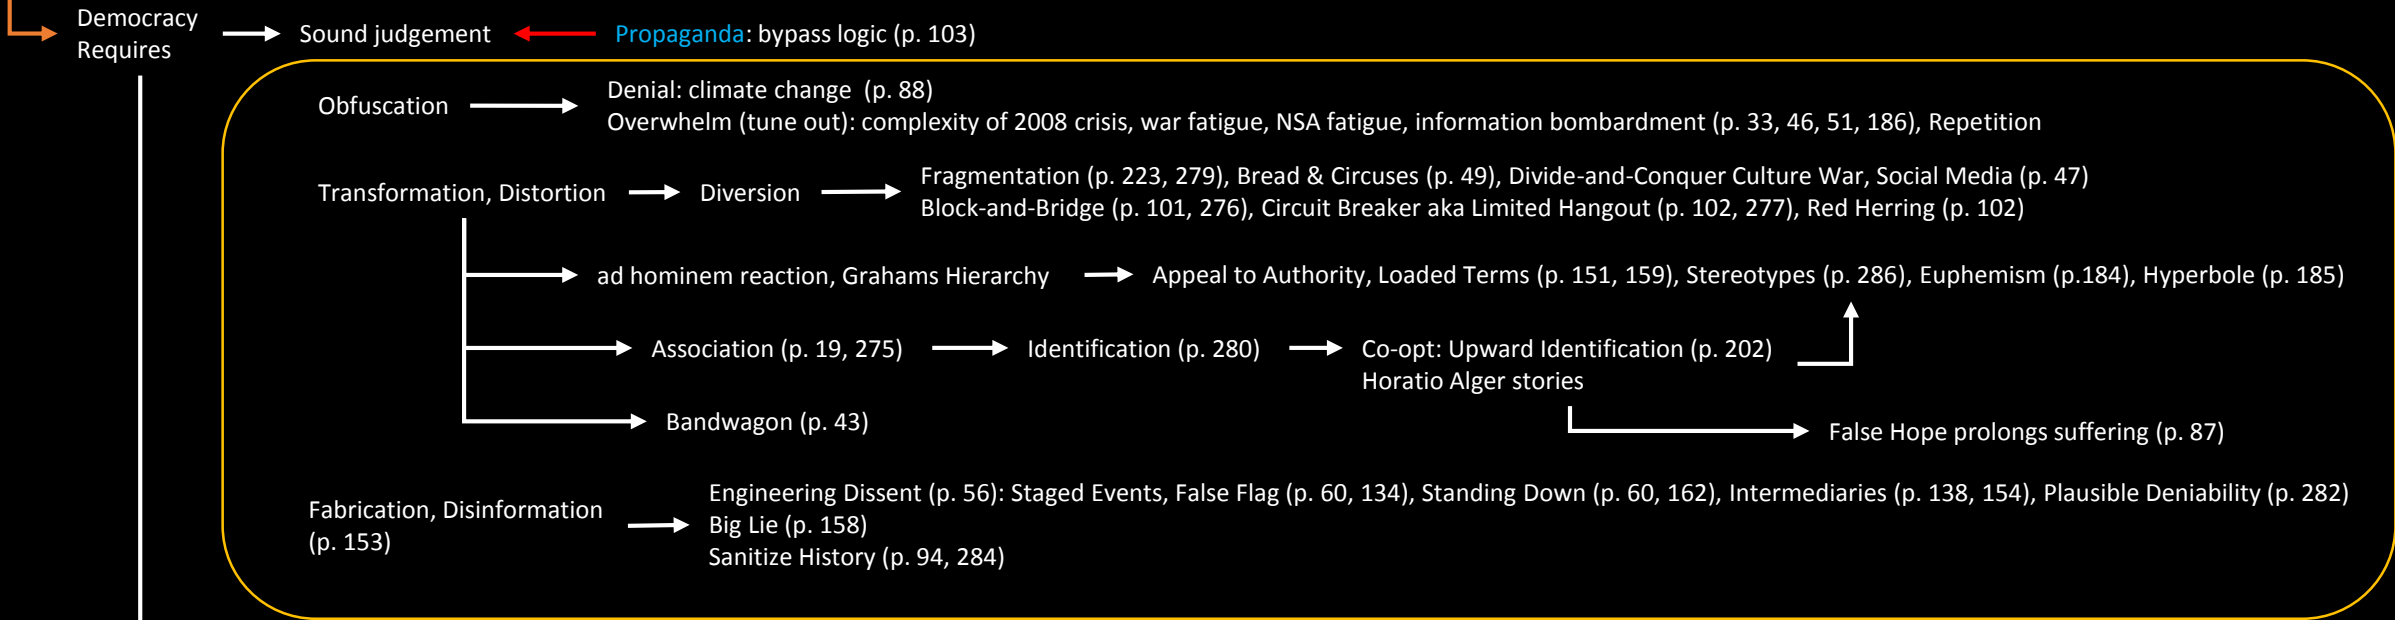 Democracy
Requires
Sound judgement
Propaganda: bypass logic (p. 103)
Obfuscation
Denial: climate change (p. 88)
Overwhelm (tune out): complexity of 2008 crisis, war fatigue, NSA fatigue, information bombardment (p. 33, 46, 51, 186), Repetition
Transformation, Distortion
Diversion
Fragmentation (p. 223, 279), Bread & Circuses (p. 49), Divide-and-Conquer Culture War, Social Media (p. 47)
Block-and-Bridge (p. 101, 276), Circuit Breaker aka Limited Hangout (p. 102, 277), Red Herring (p. 102)
ad hominem reaction, Grahams Hierarchy
Appeal to Authority, Loaded Terms (p. 151, 159), Stereotypes (p. 286), Euphemism (p.184), Hyperbole (p. 185)
Association (p. 19, 275)
Identification (p. 280)
Co-opt: Upward Identification (p. 202)
Horatio Alger stories
Bandwagon (p. 43)
False Hope prolongs suffering (p. 87)
Fabrication, Disinformation
(p. 153)
Engineering Dissent (p. 56): Staged Events, False Flag (p. 60, 134), Standing Down (p. 60, 162), Intermediaries (p. 138, 154), Plausible Deniability (p. 282)
Big Lie (p. 158)
Sanitize History (p. 94, 284)